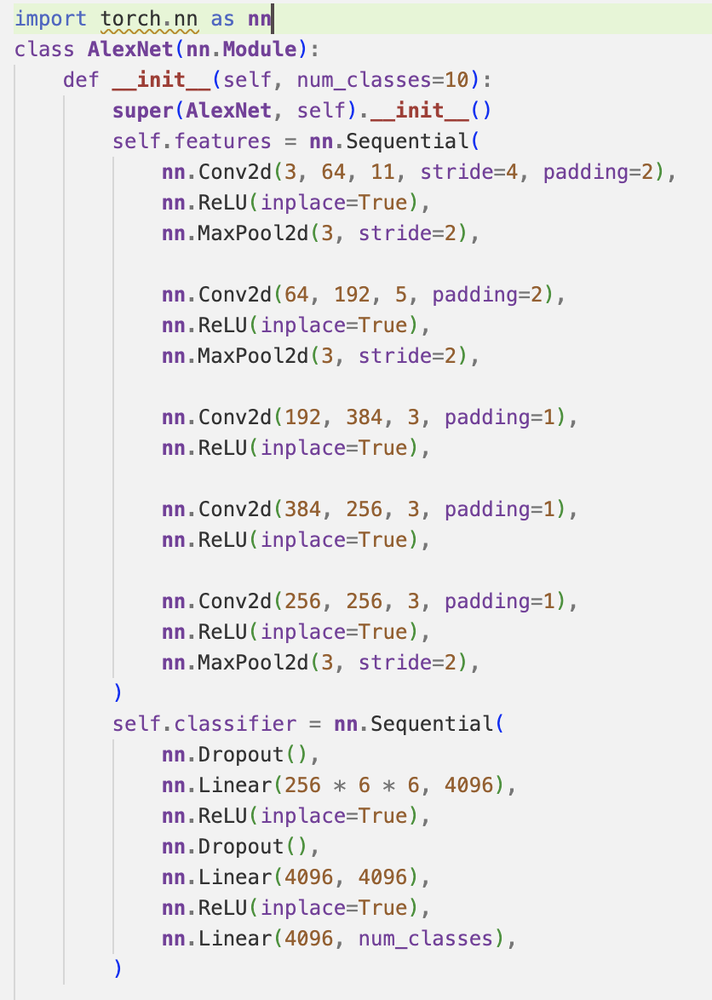 import torch.nn as nn
class AlexNet(nn.Module):
    def __init__(self, num_classes=10):
        super(AlexNet, self).__init__()
        self.features = nn.Sequential(
            nn.Conv2d(3, 64, 11, stride=4, padding=2),
            nn.ReLU(inplace=True),
            nn.MaxPool2d(3, stride=2),

            nn.Conv2d(64, 192, 5, padding=2),
            nn.ReLU(inplace=True),
            nn.MaxPool2d(3, stride=2),

            nn.Conv2d(192, 384, 3, padding=1),
            nn.ReLU(inplace=True),

            nn.Conv2d(384, 256, 3, padding=1),
            nn.ReLU(inplace=True),

            nn.Conv2d(256, 256, 3, padding=1),
            nn.ReLU(inplace=True),
            nn.MaxPool2d(3, stride=2),
        )
        self.classifier = nn.Sequential(
            nn.Dropout(),
            nn.Linear(256 * 6 * 6, 4096),
            nn.ReLU(inplace=True),
            nn.Dropout(),
            nn.Linear(4096, 4096),
            nn.ReLU(inplace=True),
            nn.Linear(4096, num_classes),
        )